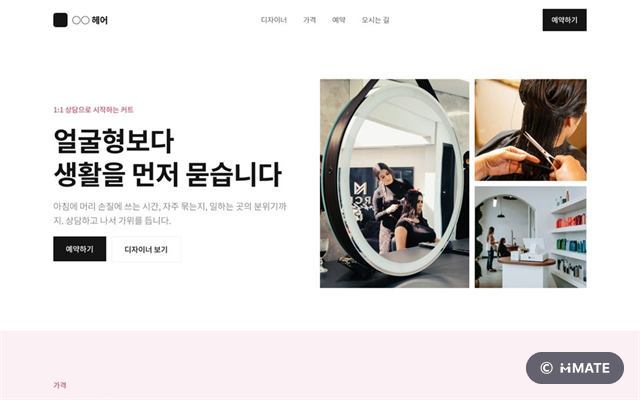 ○○ 헤어
디자이너 가격 예약 오시는 길
예약하기
1:1 상담으로 시작하는 커트
얼굴형보다
생활을 먼저 묻습니다
아침에 머리 손질에 쓰는 시간, 자주 묶는지, 일하는 곳의 분위기까
지. 상담하고 나서 가위를 듭니다.
예약하기 디자이너 보기
가격
© MMATE